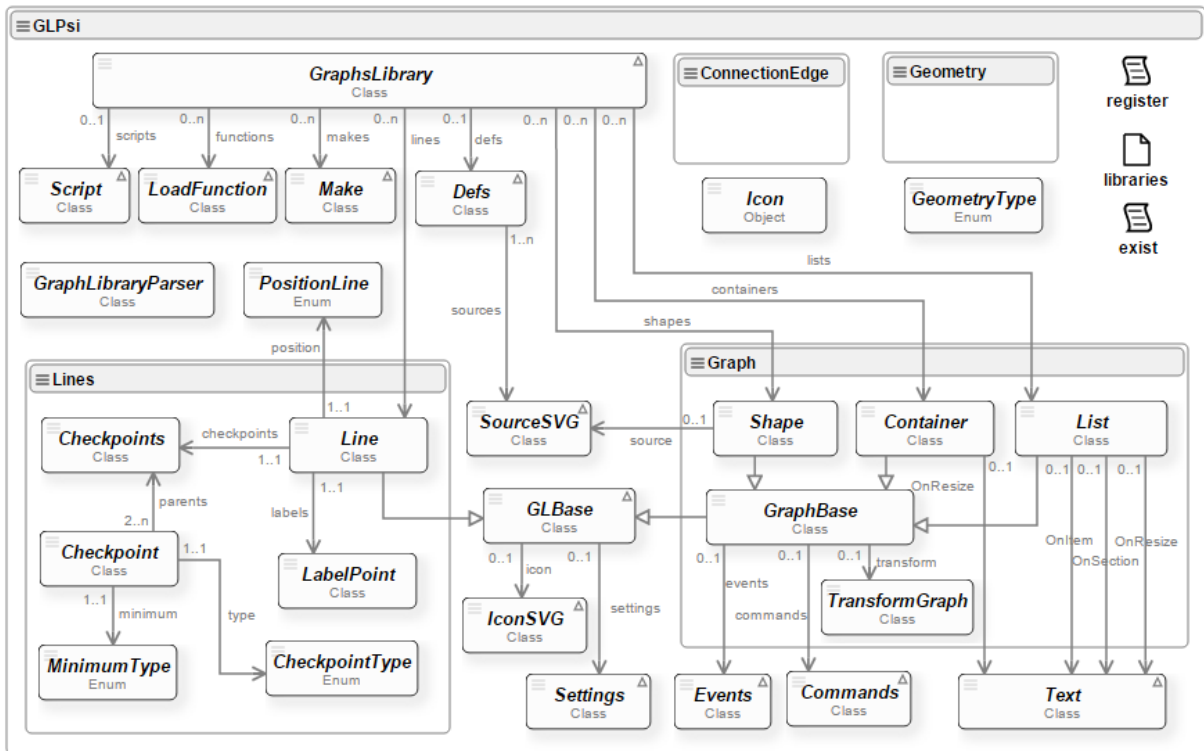 GLPsi
GraphsLibrary
Class
ConnectionEdge
Geometry
register
0..1
scripts
0..n
functions
0..n
makes
0..n
lines
0..1
defs
0..n
0..n
0..n
Script
Class
LoadFunction
Class
Make
Class
Defs
Class
Icon
Object
GeometryType
Enum
libraries
exist
1..n
GraphLibraryParser
Class
PositionLine
Enum
lists
containers
sources
shapes
position
Lines
Graph
1..1
Checkpoints
Class
checkpoints
1..1
Line
Class
SourceSVG
Class
source
0..1
Shape
Class
Container
Class
List
Class
1..1
0..1
0..1
0..1
0..1
parents
labels
OnResize
2..n
GLBase
Class
GraphBase
Class
Checkpoint
Class
1..1
0..1
icon
0..1
0..1
0..1
0..1
transform
OnItem
OnResize
OnSection
LabelPoint
Class
events
1..1
minimum
type
IconSVG
Class
settings
commands
TransformGraph
Class
MinimumType
Enum
CheckpointType
Enum
Settings
Class
Events
Class
Commands
Class
Text
Class